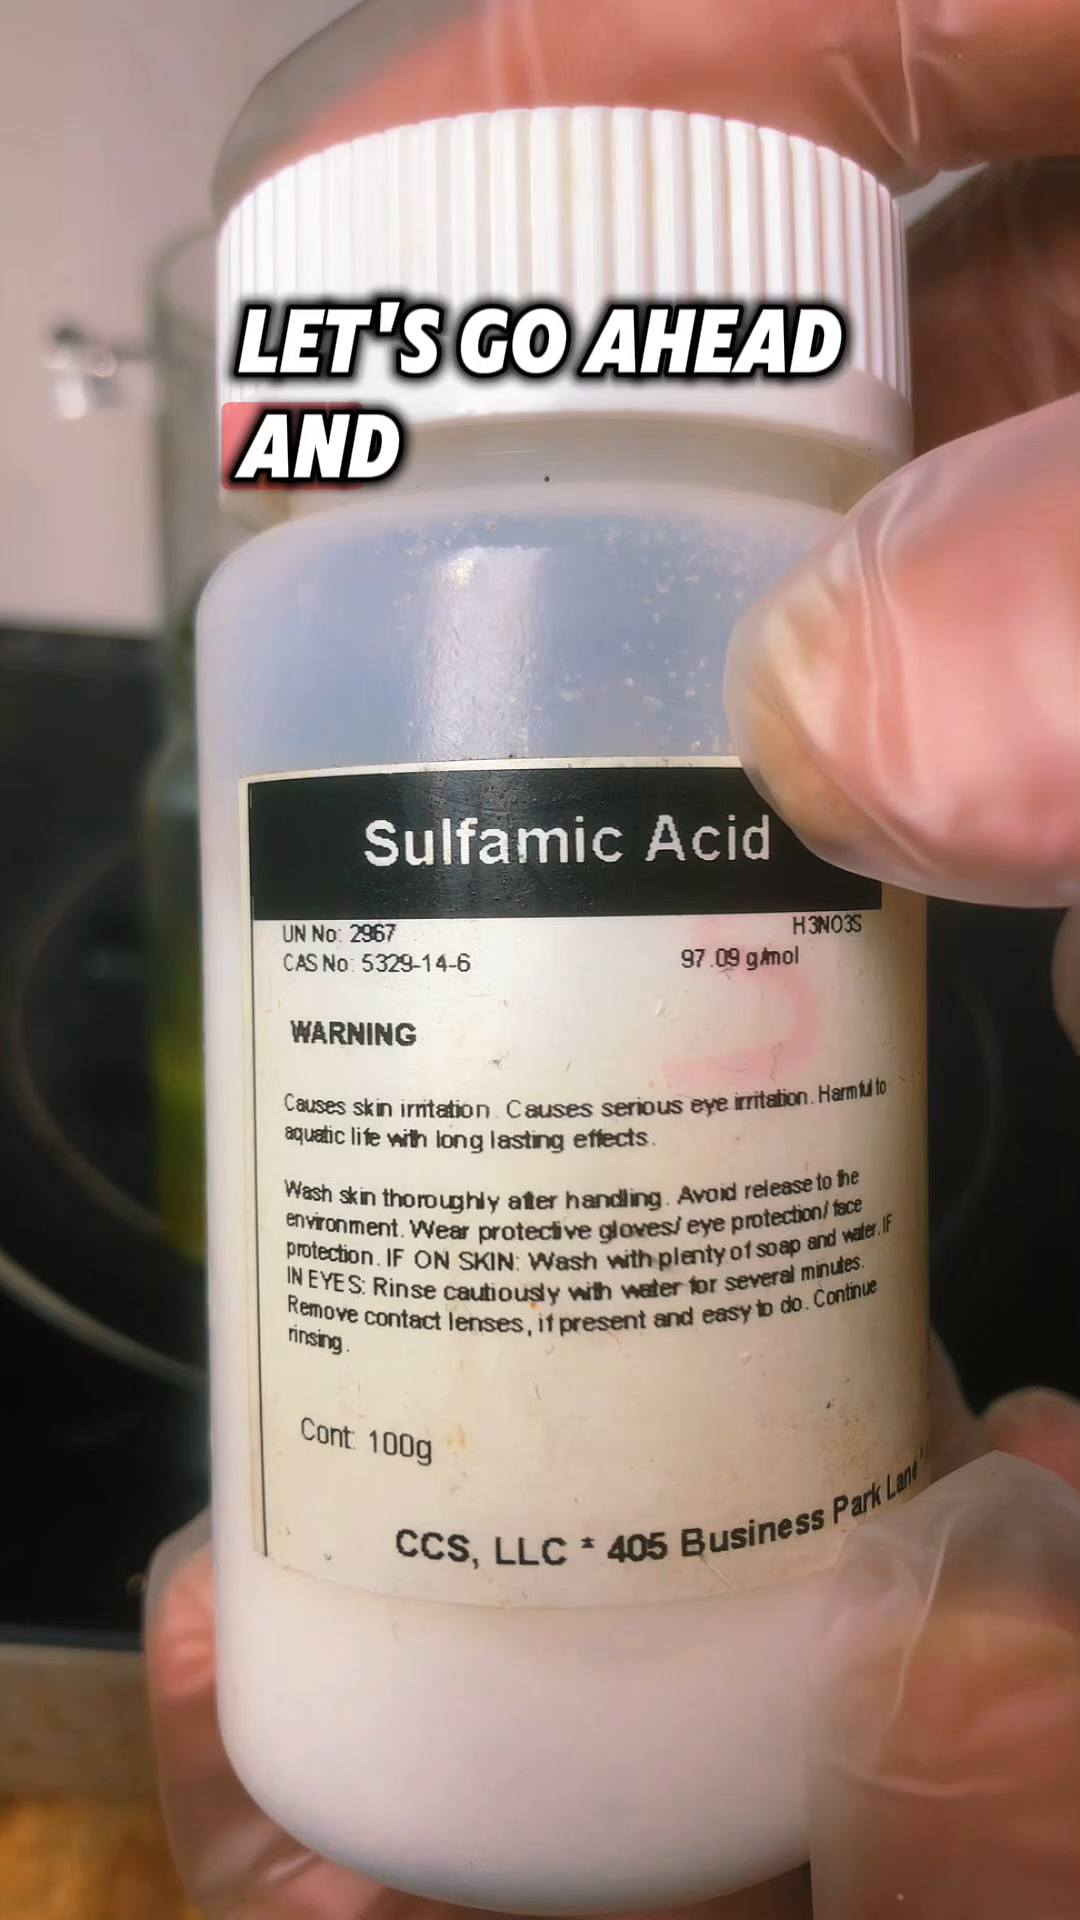 LET'S GO AHEAD
AND
Sulfamic Acid
UN No: 2967 H3NO3S
CAS No: 5329-14-6 97.09 g/mol
WARNING
Causes skin irritation. Causes serious eye irritation. Harmful to
aquatic life with long lasting effects.
Wash skin thoroughly after handling. Avoid release to the
environment. Wear protective gloves/ eye protection/ face
protection. IF ON SKIN: Wash with plenty of soap and water. IF
IN EYES: Rinse cautiously with water for several minutes.
Remove contact lenses, if present and easy to do. Continue
rinsing.
Cont: 100g
CCS, LLC * 405 Business Park Lane